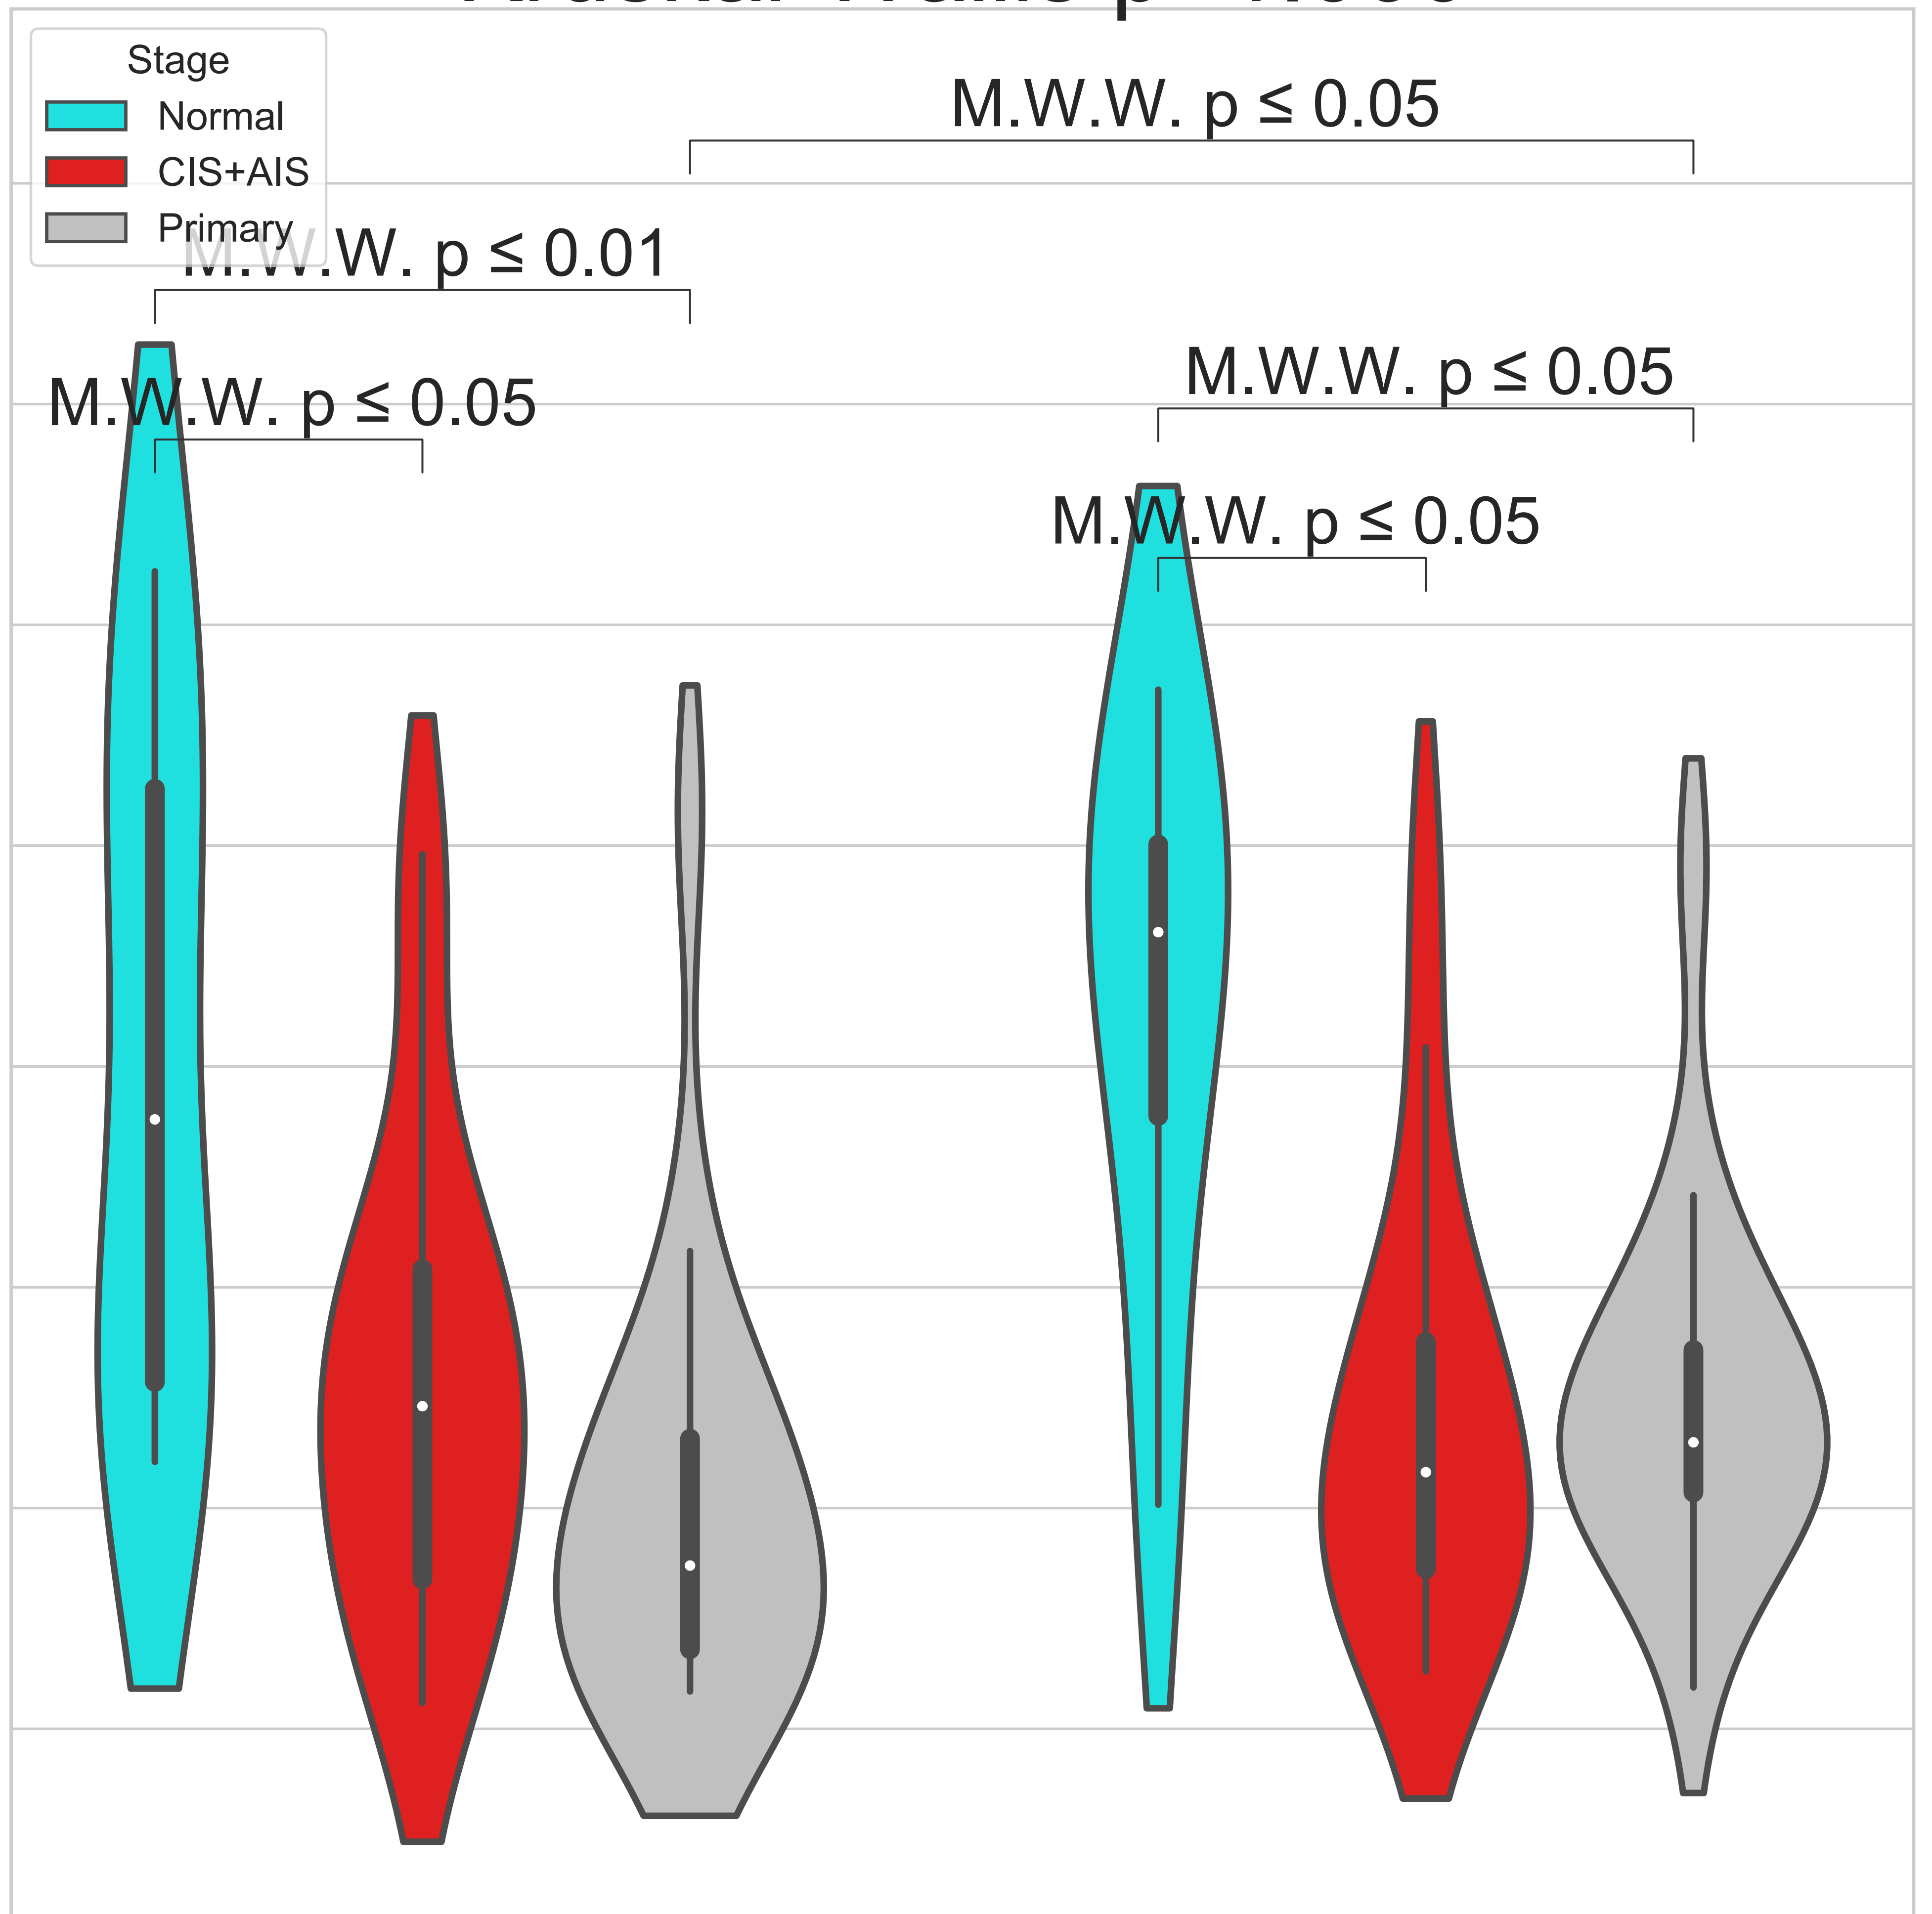 Stage
Normal
CIS+AIS
Primary
M.W.W. p ≤ 0.05
M.W.W. p ≤ 0.01
M.W.W. p ≤ 0.05
M.W.W. p ≤ 0.05
M.W.W. p ≤ 0.05